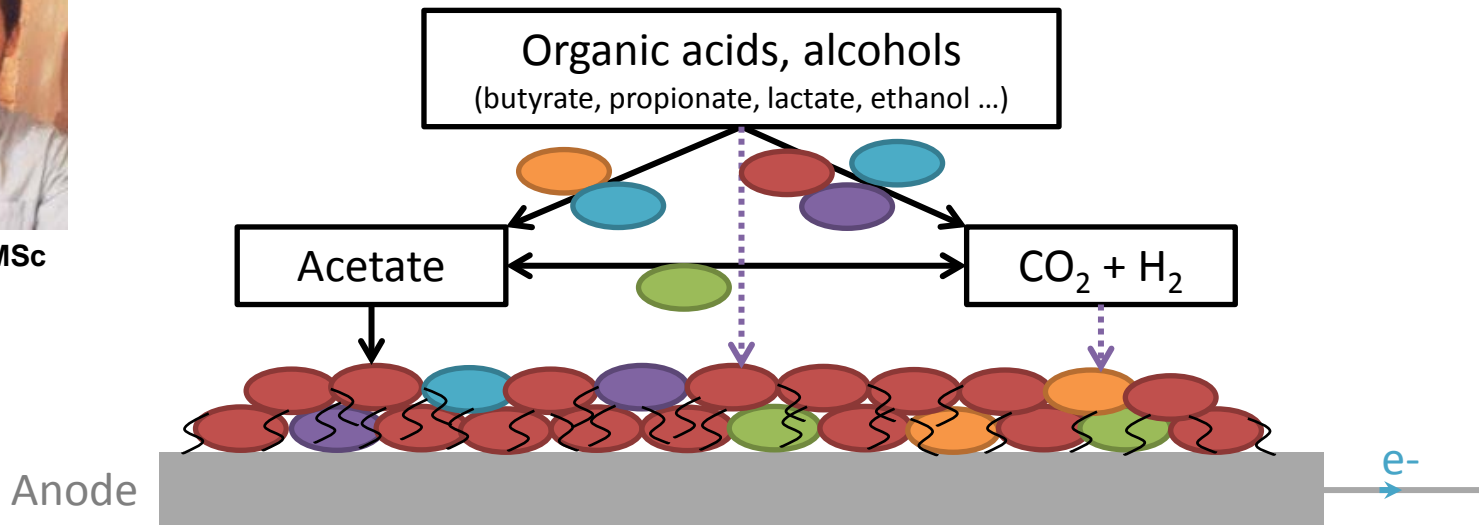 Organic acids, alcohols
(butyrate, propionate, lactate, ethanol ...)
MSc
Acetate
CO₂ + H₂
Anode
e-